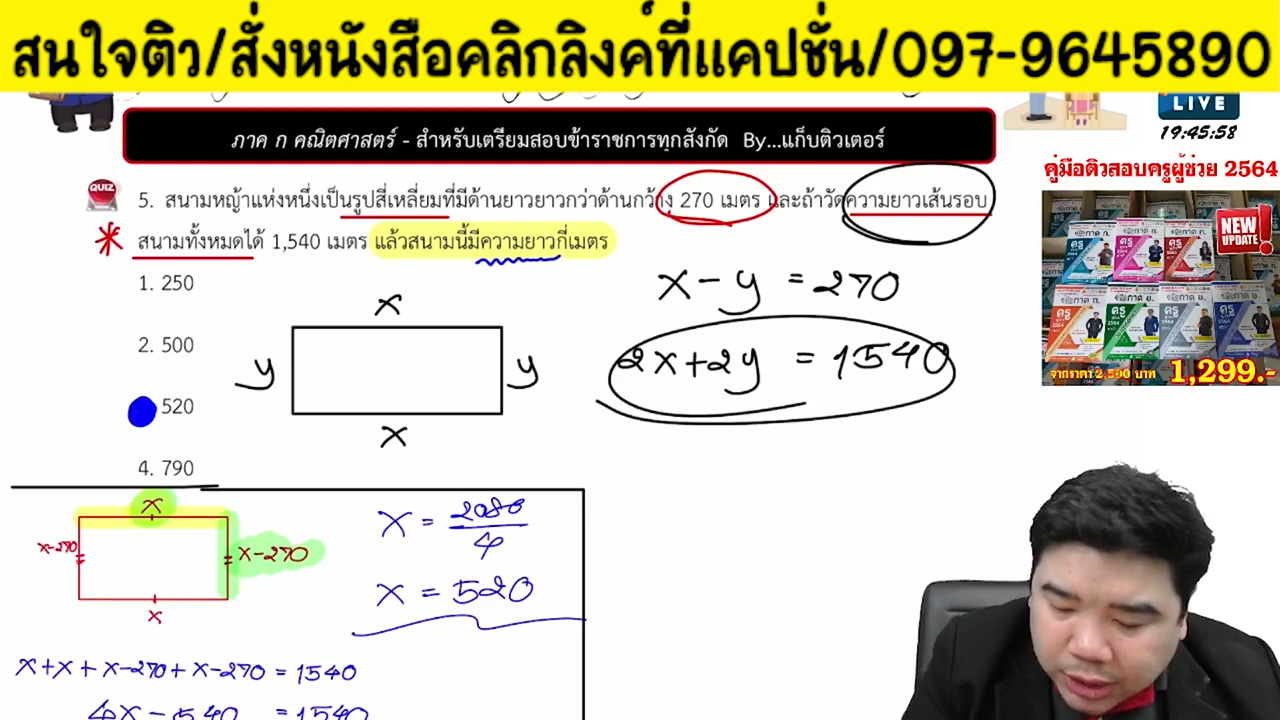 สนใจติว/สั่งหนังสือคลิกลิงค์ที่แคปชั่น/097-9645890
LIVE
19:45:58
ภาค ก คณิตศาสตร์ - สำหรับเตรียมสอบข้าราชการทุกสังกัด By...แก็บติวเตอร์
คู่มือติวสอบครูผู้ช่วย 2564
QUIZ
5. สนามหญ้าแห่งหนึ่งเป็นรูปสี่เหลี่ยมที่มีด้านยาวยาวกว่าด้านกว้าง 270 เมตร และถ้าวัดความยาวเส้นรอบ
สนามทั้งหมดได้ 1,540 เมตร แล้วสนามนี้มีความยาวกี่เมตร
NEW
UPDATE!
จากราคา 2,500 บาท 1,299.-
1. 250
2. 500
520
4. 790
x
y
y
x
x - y = 270
2x + 2y = 1540
x
x-270
x-270
x
x = 2080/4
x = 520
x+x+x-270+x-270 = 1540
4x - 540 = 1540